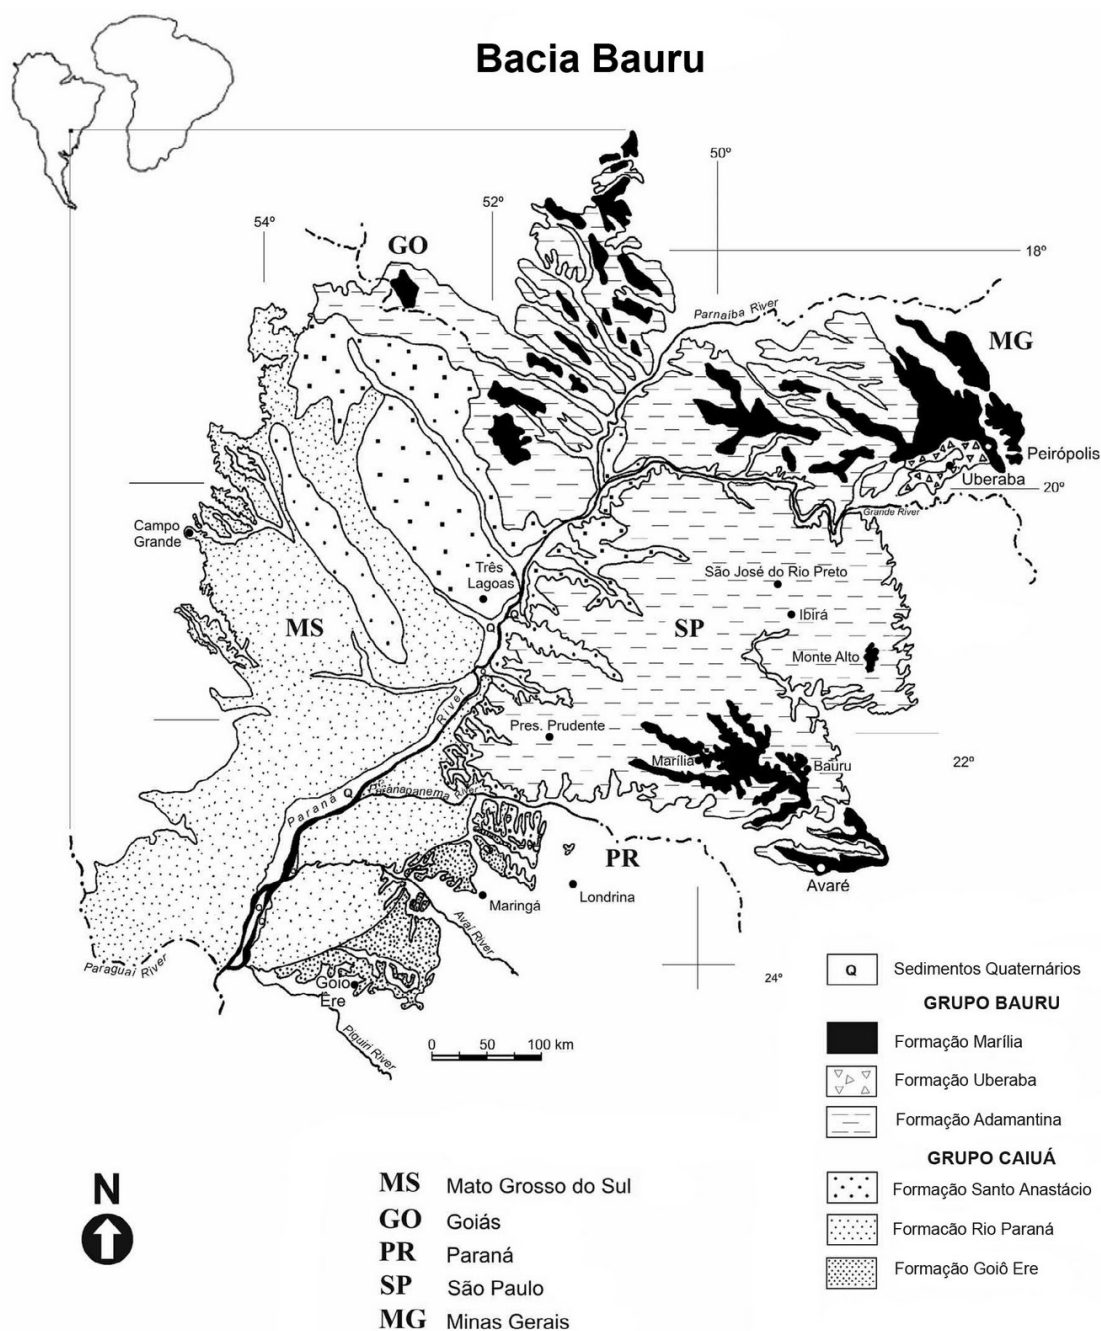 Bacia Bauru
50º
52º
54º
GO
18º
Parnaiba River
MG
Peirópolis
Uberaba
20º
Grande River
Campo
Grande
Três
Lagoas
São José do Rio Preto
Ibirá
Q
Q
MS
SP
Monte Alto
Pres. Prudente
Marília
Bauru
22º
Paraná Q River
Paranapanema River
PR
Avaré
Londrina
Maringá
Q
Q
Avaí River
Paraguaí River
Goio
Ere
24º
Piquiri River
0 50 100 km
Q Sedimentos Quaternários
GRUPO BAURU
Formação Marília
Formação Uberaba
Formação Adamantina
GRUPO CAIUÁ
Formação Santo Anastácio
Formacão Rio Paraná
Formação Goiô Ere
N
MS Mato Grosso do Sul
GO Goiás
PR Paraná
SP São Paulo
MG Minas Gerais